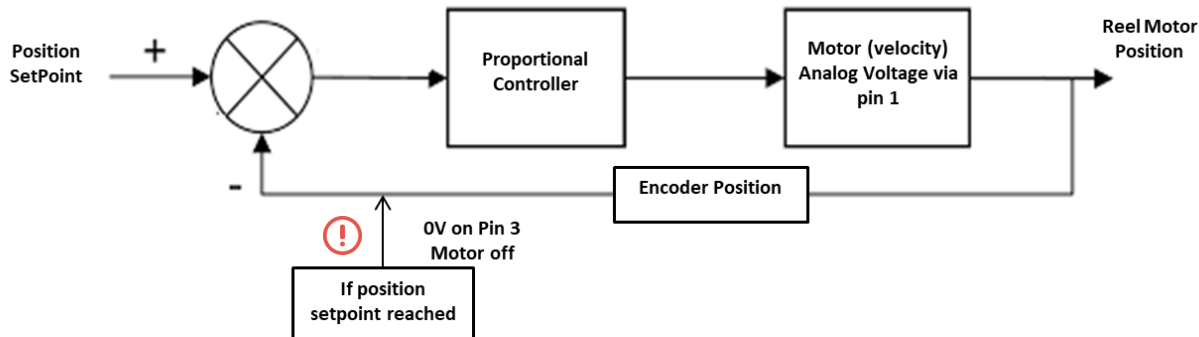 Position
SetPoint
+
Proportional
Controller
Motor (velocity)
Analog Voltage via
pin 1
Reel Motor
Position
-
Encoder Position
!
0V on Pin 3
Motor off
If position
setpoint reached